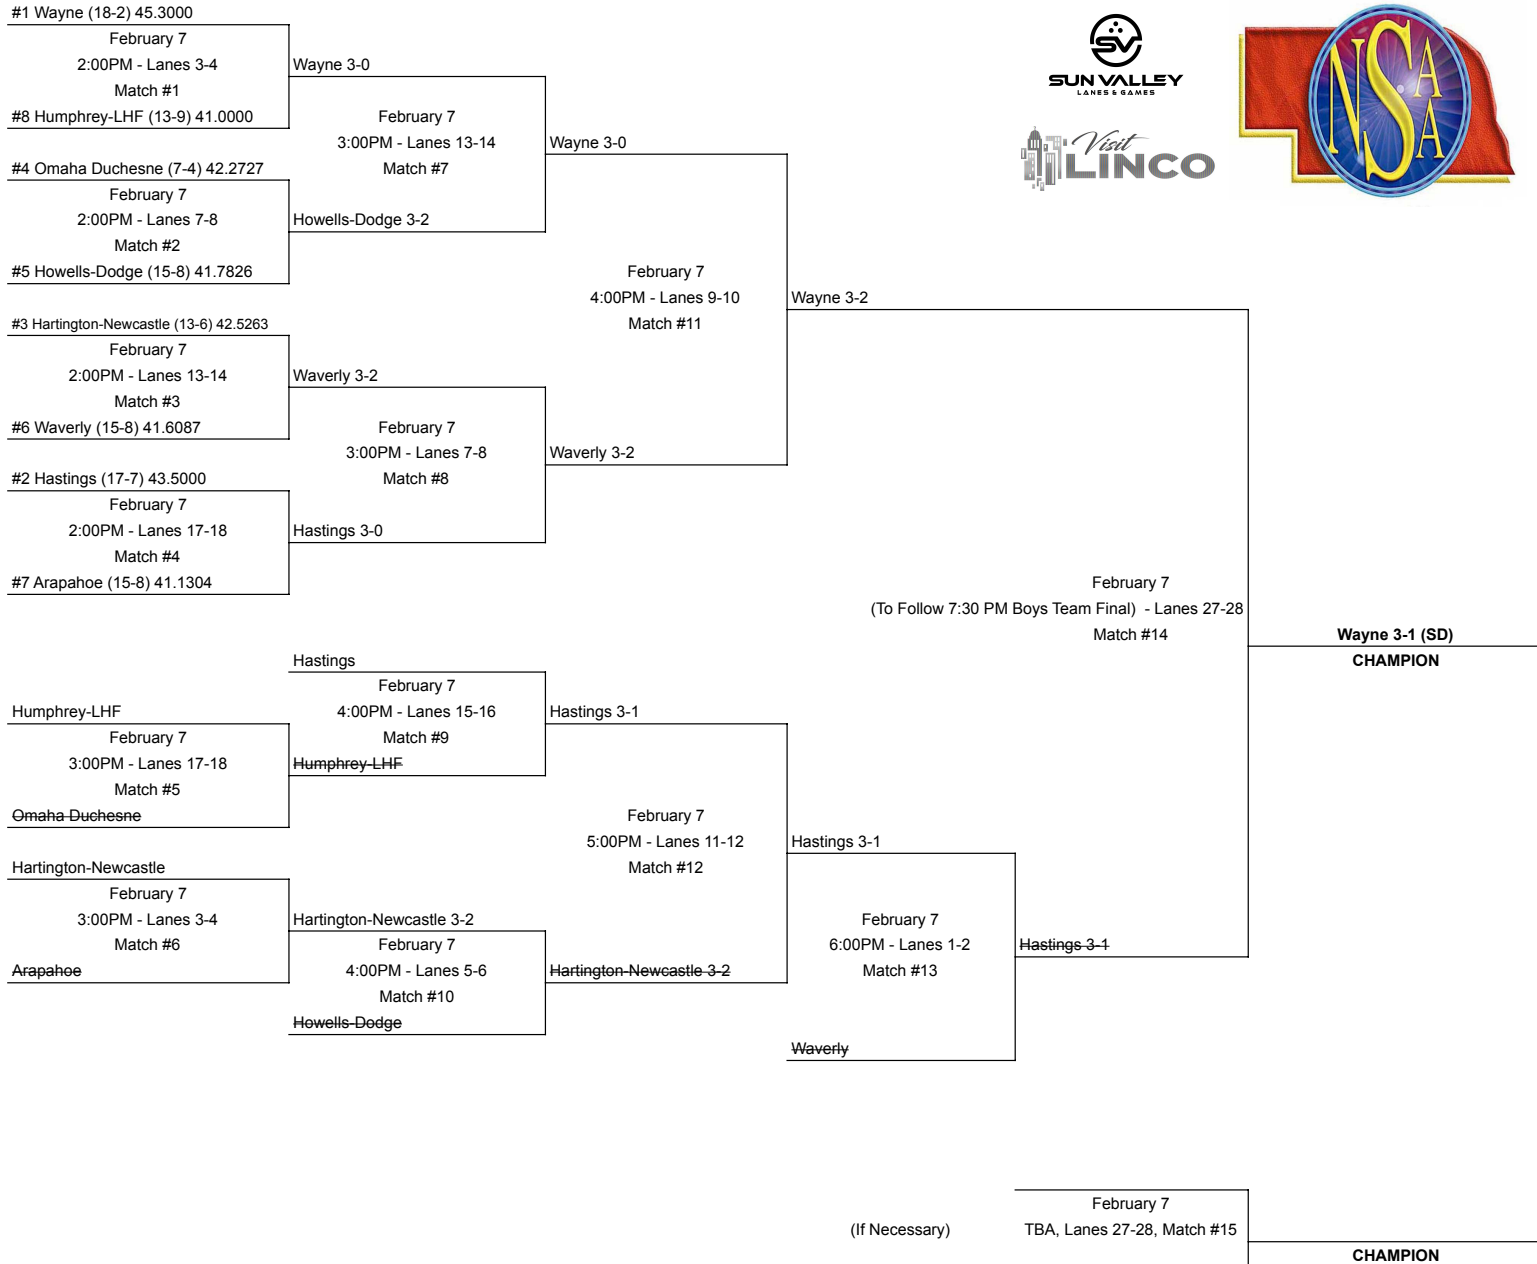 #1 Wayne (18-2) 45.3000
February 7
2:00PM - Lanes 3-4
Match #1
#8 Humphrey-LHF (13-9) 41.0000
#4 Omaha Duchesne (7-4) 42.2727
February 7
2:00PM - Lanes 7-8
Match #2
#5 Howells-Dodge (15-8) 41.7826
#3 Hartington-Newcastle (13-6) 42.5263
February 7
2:00PM - Lanes 13-14
Match #3
#6 Waverly (15-8) 41.6087
#2 Hastings (17-7) 43.5000
February 7
2:00PM - Lanes 17-18
Match #4
#7 Arapahoe (15-8) 41.1304
Wayne 3-0
February 7
3:00PM - Lanes 13-14
Match #7
Howells-Dodge 3-2
Waverly 3-2
February 7
3:00PM - Lanes 7-8
Match #8
Hastings 3-0
Wayne 3-0
February 7
4:00PM - Lanes 9-10
Match #11
Waverly 3-2
Wayne 3-2
SV
SUN VALLEY
LANES & GAMES
Visit
LINCO
NSAA
February 7
(To Follow 7:30 PM Boys Team Final) - Lanes 27-28
Match #14
Wayne 3-1 (SD)
CHAMPION
Humphrey-LHF
February 7
3:00PM - Lanes 17-18
Match #5
Omaha Duchesne
Hartington-Newcastle
February 7
3:00PM - Lanes 3-4
Match #6
Arapahoe
Hastings
February 7
4:00PM - Lanes 15-16
Match #9
Humphrey-LHF
Hartington-Newcastle 3-2
February 7
4:00PM - Lanes 5-6
Match #10
Howells-Dodge
Hastings 3-1
February 7
5:00PM - Lanes 11-12
Match #12
Hartington-Newcastle 3-2
Hastings 3-1
February 7
6:00PM - Lanes 1-2
Match #13
Waverly
Hastings 3-1
February 7
(If Necessary)
TBA, Lanes 27-28, Match #15
CHAMPION